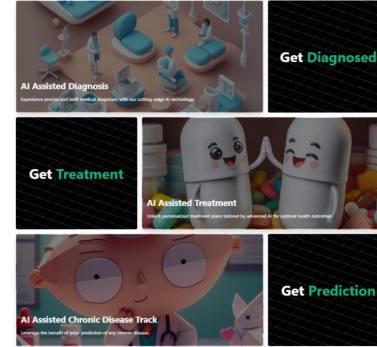 AI Assisted Diagnosis
Experience precise and swift medical diagnoses with our cutting-edge AI technology.
Get Diagnosed
Get Treatment
AI Assisted Treatment
Unlock personalized treatment plans tailored by advanced AI for optimal health outcomes.
AI Assisted Chronic Disease Track
Leverage the benefit of prior prediction of any chronic disease.
Get Prediction